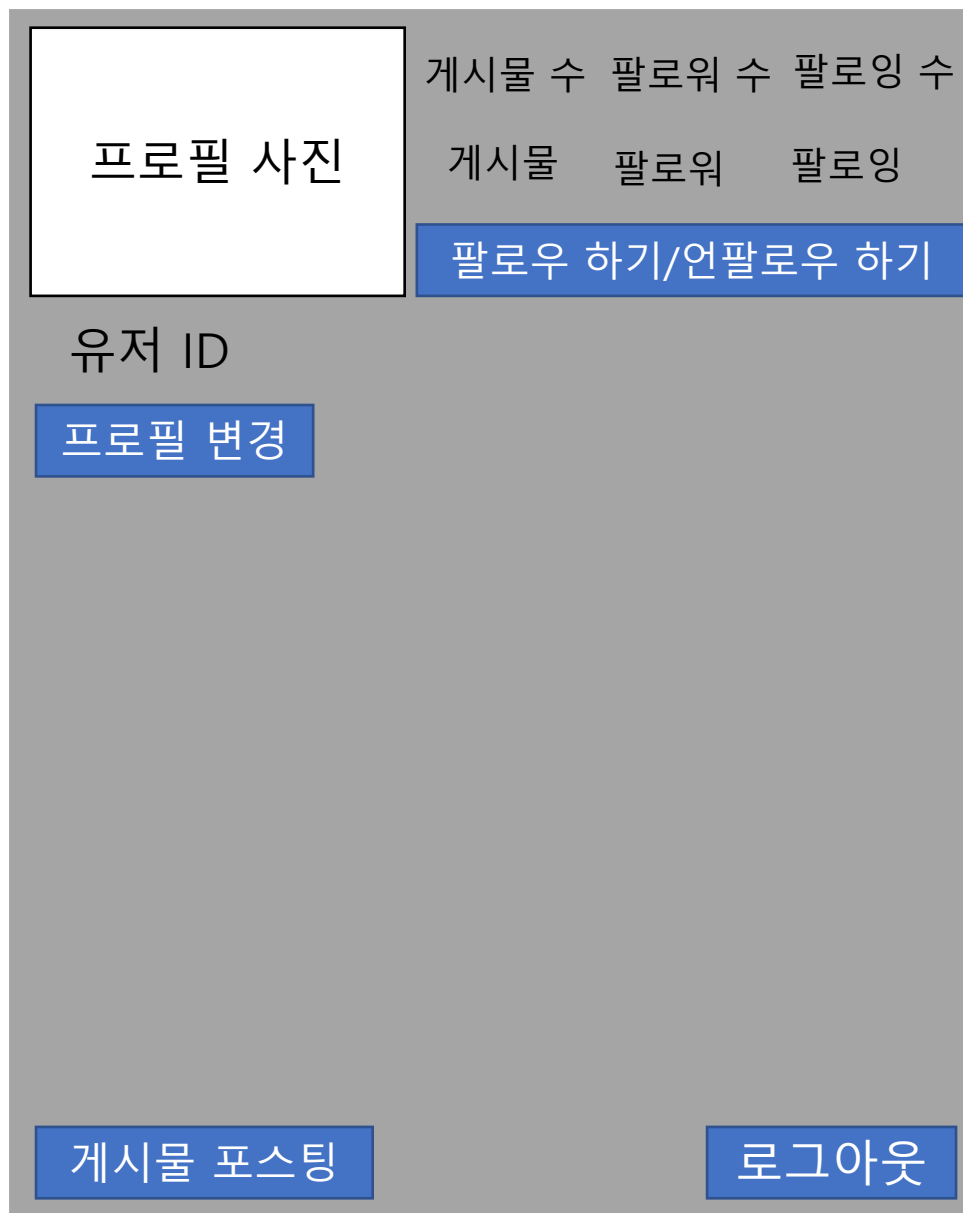 프로필 사진
게시물 수 팔로워 수 팔로잉 수
게시물 팔로워 팔로잉
팔로우 하기/언팔로우 하기
유저 ID
프로필 변경
게시물 포스팅
로그아웃